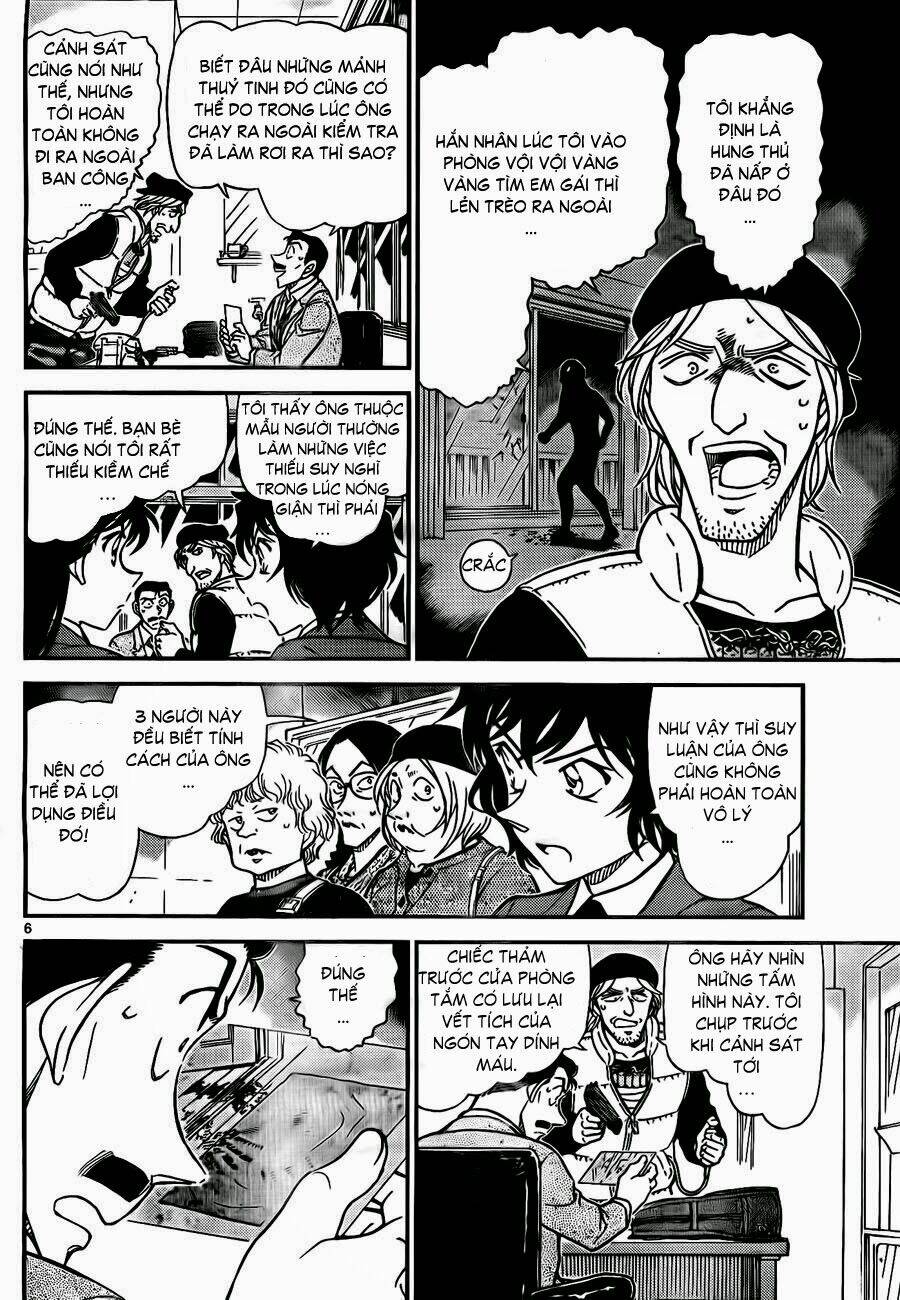 TÔI KHẲNG
ĐỊNH LÀ
HUNG THỦ
ĐÃ NẤP Ở
ĐÂU ĐÓ
...
HẮN NHÂN LÚC TÔI VÀO
PHÒNG VỘI VỘI VÀNG
VÀNG TÌM EM GÁI THÌ
LÉN TRÈO RA NGOÀI
...
CRẮC
BIẾT ĐÂU NHỮNG MẢNH
THUỶ TINH ĐÓ CŨNG CÓ
THỂ DO TRONG LÚC ÔNG
CHẠY RA NGOÀI KIỂM TRA
ĐÃ LÀM RƠI RA THÌ SAO?
CẢNH SÁT
CŨNG NÓI NHƯ
THẾ, NHƯNG
TÔI HOÀN
TOÀN KHÔNG
ĐI RA NGOÀI
BAN CÔNG
...
TÔI THẤY ÔNG THUỘC
MẪU NGƯỜI THƯỜNG
LÀM NHỮNG VIỆC
THIẾU SUY NGHĨ
TRONG LÚC NÓNG
GIẬN THÌ PHẢI
...
ĐÚNG THẾ. BẠN BÈ
CŨNG NÓI TÔI RẤT
THIẾU KIỀM CHẾ
...
NHƯ VẬY THÌ SUY
LUẬN CỦA ÔNG
CŨNG KHÔNG
PHẢI HOÀN TOÀN
VÔ LÝ
...
3 NGƯỜI NÀY
ĐỀU BIẾT TÍNH
CÁCH CỦA ÔNG
...
NÊN CÓ
THỂ ĐÃ LỢI
DỤNG ĐIỀU
ĐÓ!
6
ÔNG HÃY NHÌN
NHỮNG TẤM
HÌNH NÀY. TÔI
CHỤP TRƯỚC
KHI CẢNH SÁT
TỚI
...
CHIẾC THẢM
TRƯỚC CỬA PHÒNG
TẮM CÓ LƯU LẠI
VẾT TÍCH CỦA
NGÓN TAY DÍNH
MÁU.
ĐÚNG
THẾ
...